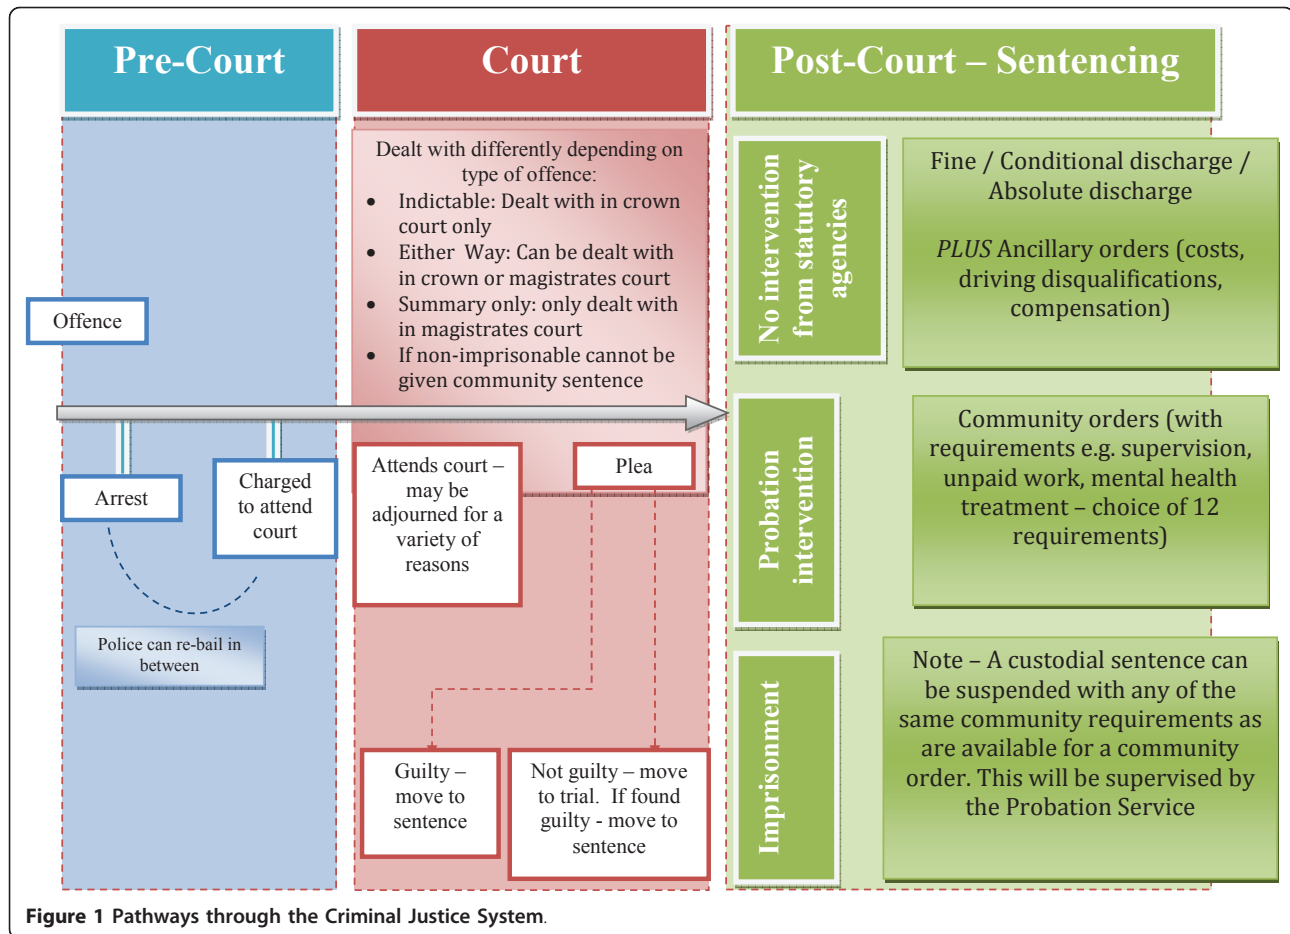 Pre-Court
Court
Post-Court – Sentencing
Offence
Arrest
Charged
to attend
court
Police can re-bail in
between
Dealt with differently depending on
type of offence:
• Indictable: Dealt with in crown
court only
• Either Way: Can be dealt with
in crown or magistrates court
• Summary only: only dealt with
in magistrates court
• If non-imprisonable cannot be
given community sentence
Attends court –
may be
adjourned for a
variety of
reasons
Plea
Guilty –
move to
sentence
Not guilty – move
to trial. If found
guilty - move to
sentence
No intervention
from statutory
agencies
Fine / Conditional discharge /
Absolute discharge
PLUS Ancillary orders (costs,
driving disqualifications,
compensation)
Probation
intervention
Community orders (with
requirements e.g. supervision,
unpaid work, mental health
treatment – choice of 12
requirements)
Imprisonment
Note – A custodial sentence can
be suspended with any of the
same community requirements as
are available for a community
order. This will be supervised by
the Probation Service
Figure 1 Pathways through the Criminal Justice System.